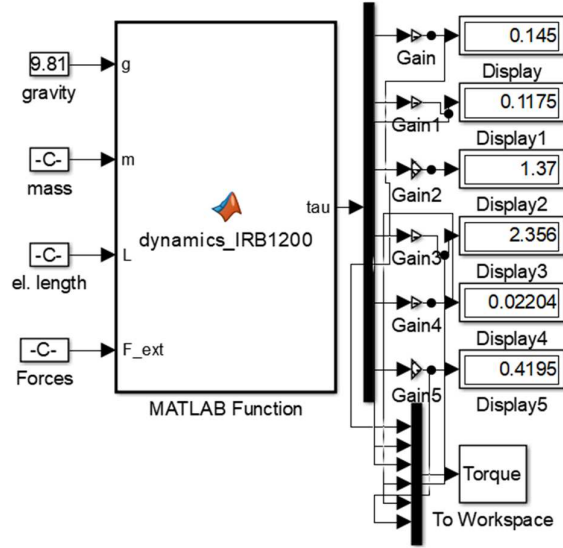 9.81
g
gravity
-C-
m
mass
-C-
L
el. length
-C-
F_ext
Forces
dynamics_IRB1200
tau
MATLAB Function
Gain
0.145
Display
Gain1
0.1175
Display1
Gain2
1.37
Display2
Gain3
2.356
Display3
Gain4
0.02204
Display4
Gain5
0.4195
Display5
Torque
To Workspace